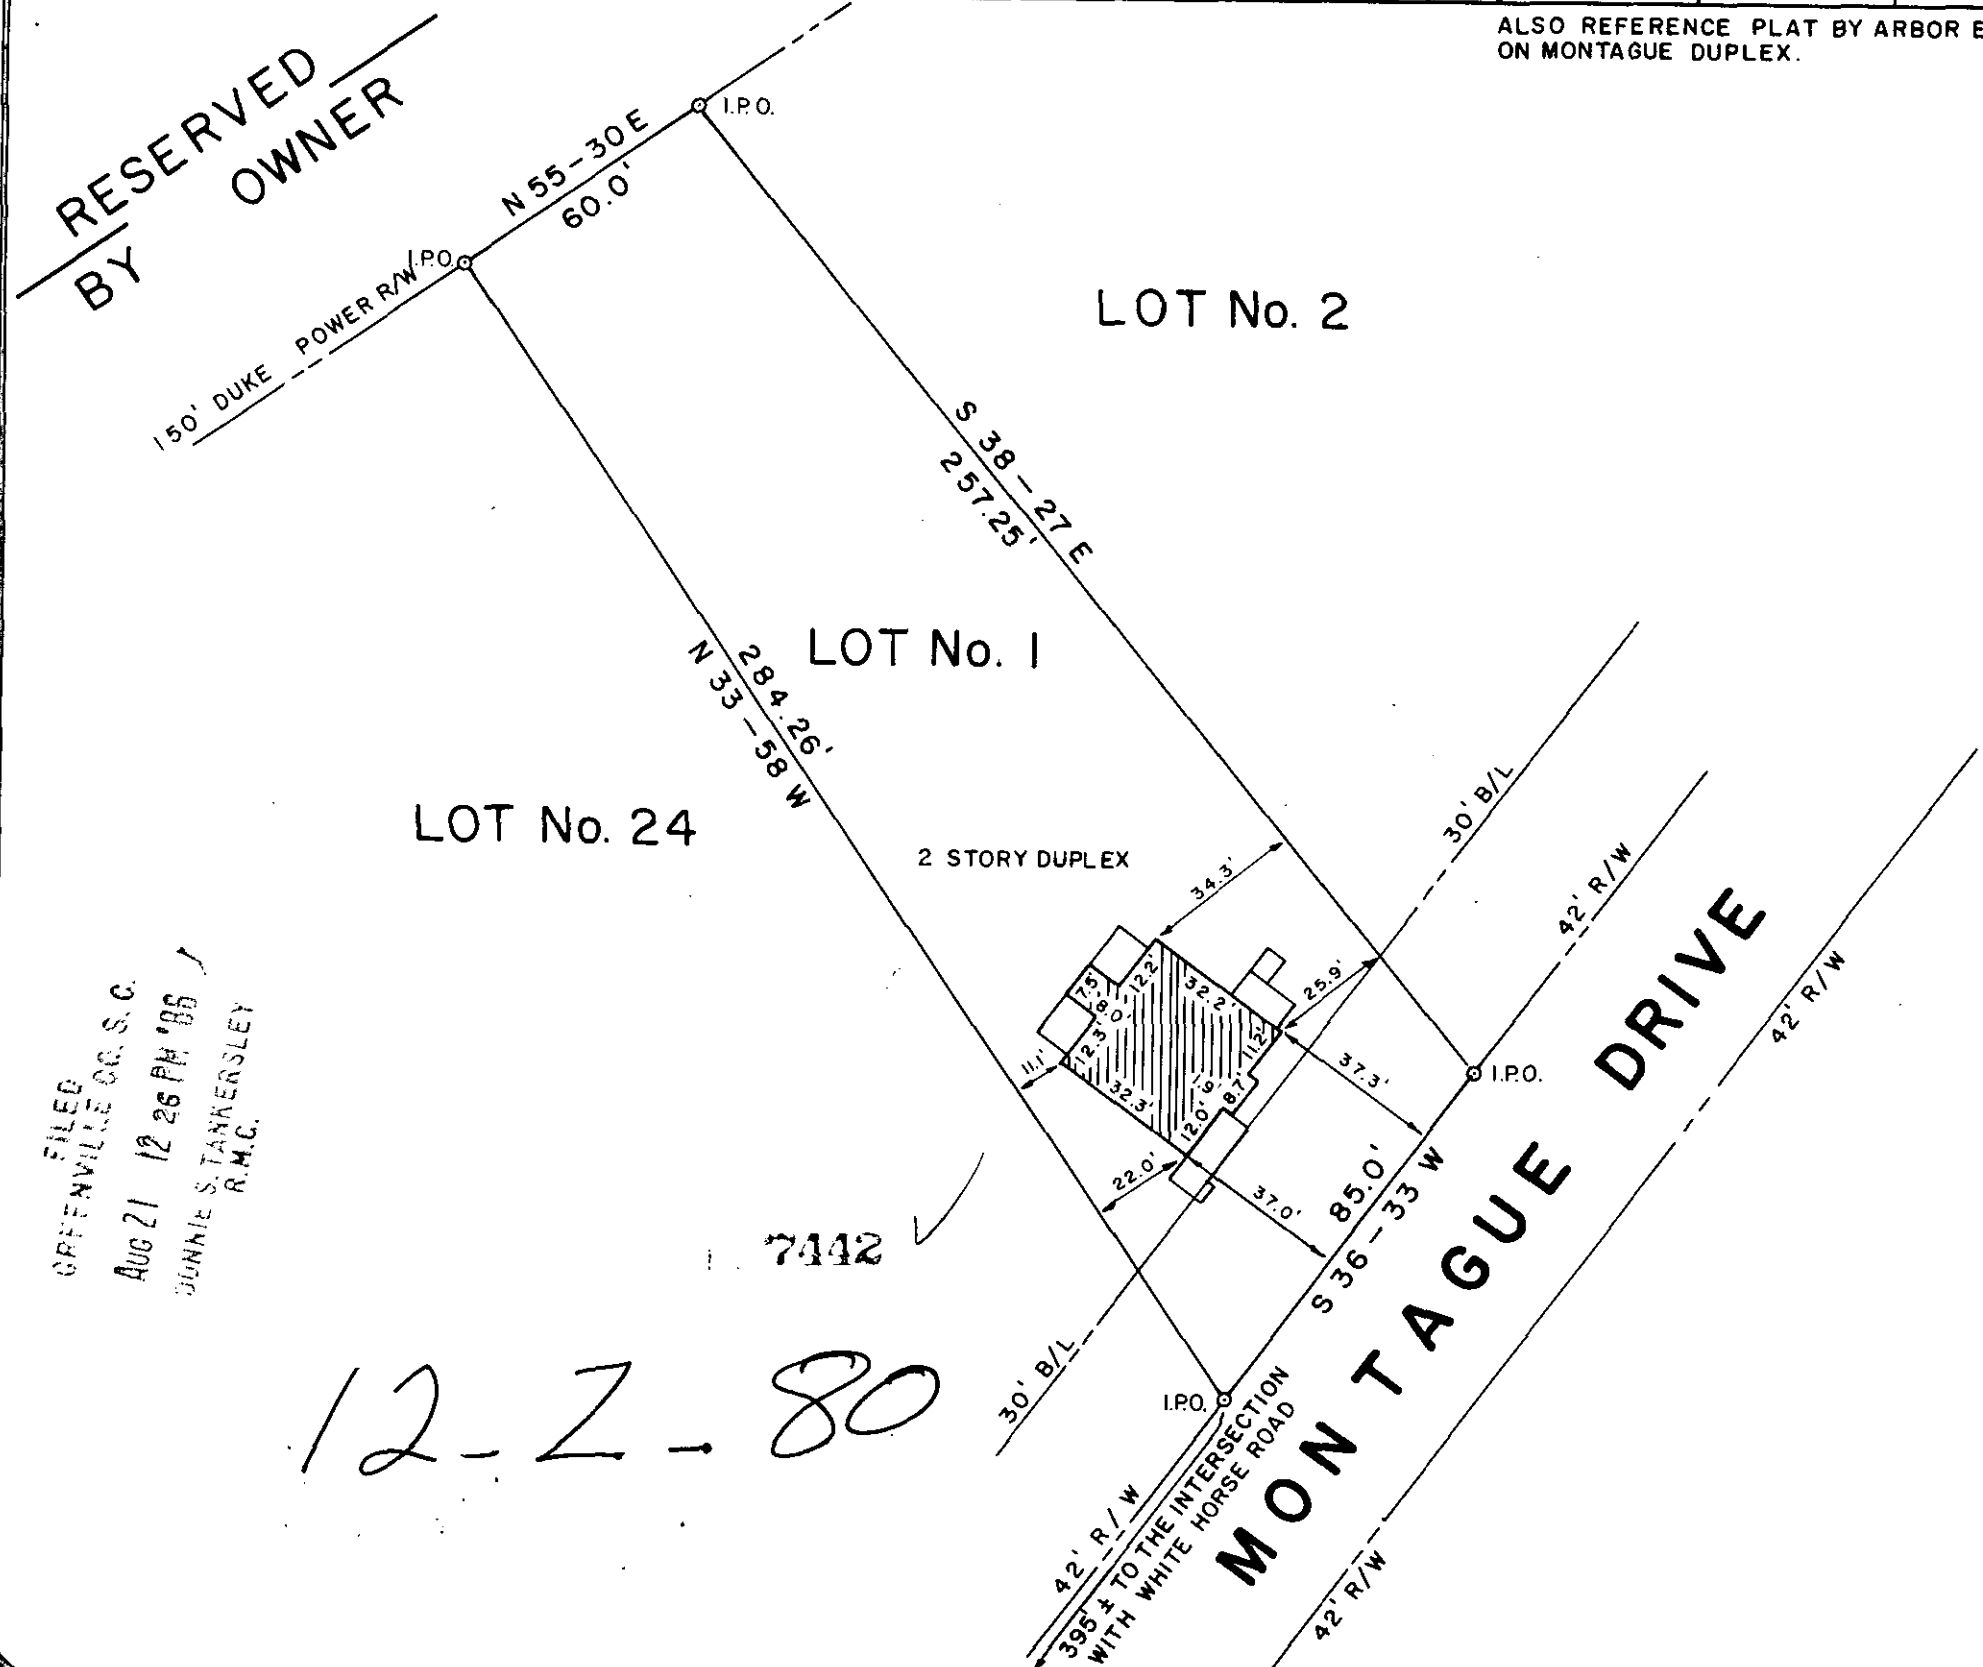 ALSO REFERENCE PLAT BY ARBOR E
ON MONTAGUE DUPLEX.
RESERVED
BY OWNER
I.P.O.
N 55-30 E
60.0'
I.P.O.
150' DUKE POWER R/W
LOT No. 2
S 38-27 E
257.25'
LOT No. 1
284.26'
N 33-58 W
LOT No. 24
2 STORY DUPLEX
34.3'
30' B/L
42' R/W
42' R/W
12.2'
7.5'
8.0'
12.3'
32.2'
25.9'
11.2'
11.1'
32.3'
.9'
8.7'
12.0'
37.3'
I.P.O.
22.0'
37.0'
85.0'
S 36-33 W
MONTAGUE DRIVE
FILED
GREENVILLE CO. S. C.
AUG 21 12 26 PM '86
DONNIE S. TANKERSLEY
R.M.C.
7442
12-Z-80
30' B/L
I.P.O.
42' R/W
395' ± TO THE INTERSECTION
WITH WHITE HORSE ROAD
42' R/W